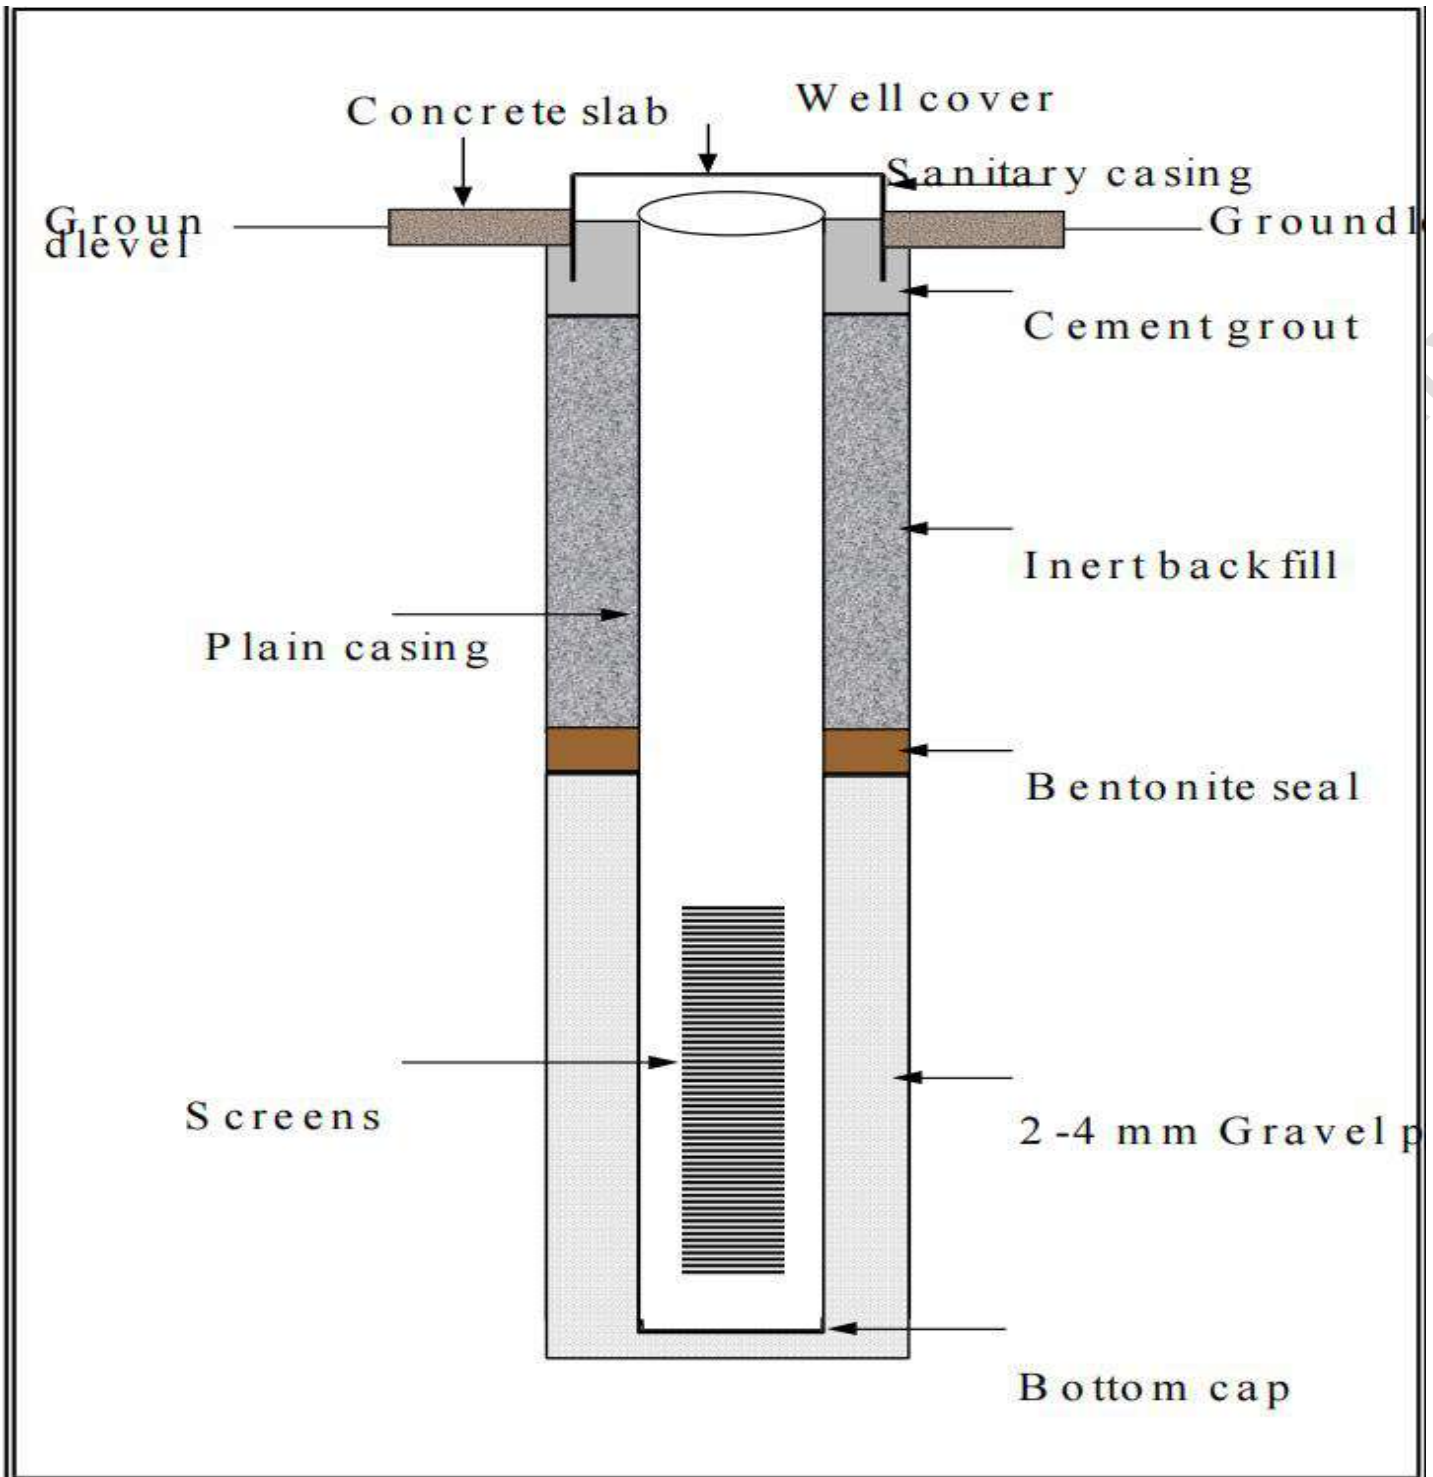 Concrete slab
Well cover
Sanitary casing
Groun
dlevel
Groundl
Cement grout
Inert back fill
Plain casing
Bentonite seal
Screens
2-4 mm Gravel p
Bottom cap